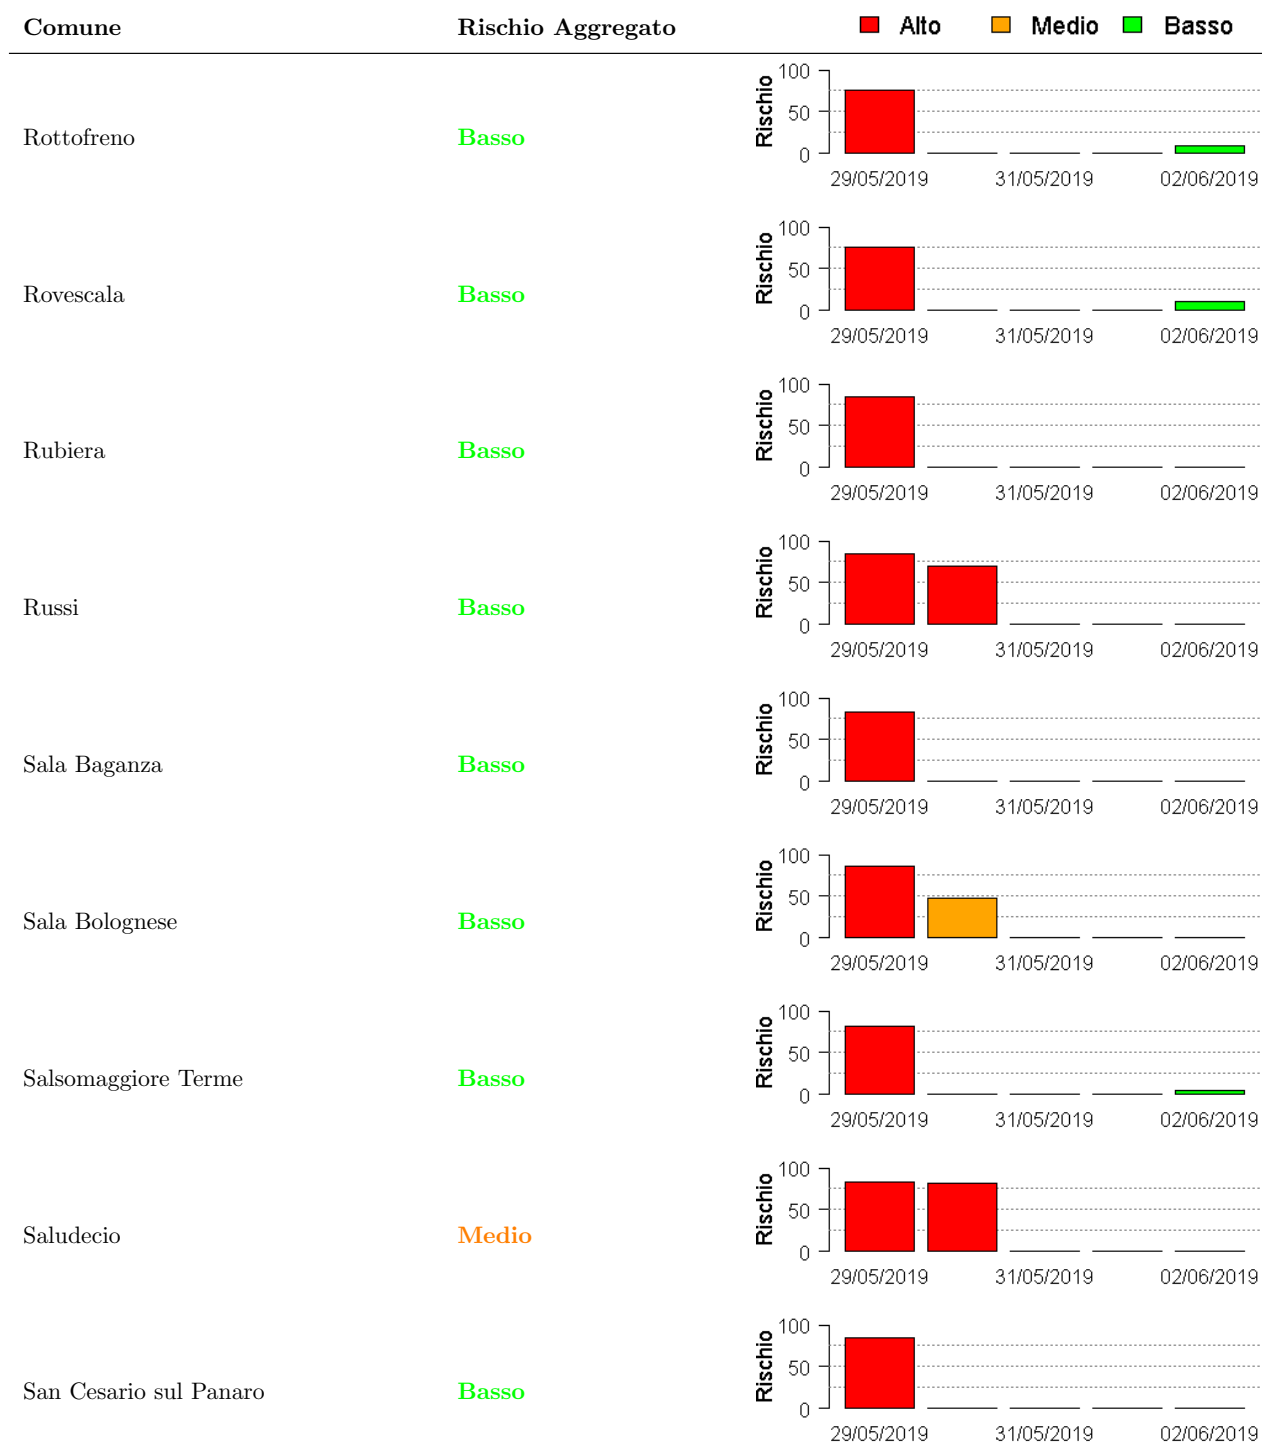 Comune Rischio Aggregato Alto Medio Basso
Rottofreno Basso Rischio 100 50 0
29/05/2019 31/05/2019 02/06/2019
Rovescala Basso Rischio 100 50 0
29/05/2019 31/05/2019 02/06/2019
Rubiera Basso Rischio 100 50 0
29/05/2019 31/05/2019 02/06/2019
Russi Basso Rischio 100 50 0
29/05/2019 31/05/2019 02/06/2019
Sala Baganza Basso Rischio 100 50 0
29/05/2019 31/05/2019 02/06/2019
Sala Bolognese Basso Rischio 100 50 0
29/05/2019 31/05/2019 02/06/2019
Salsomaggiore Terme Basso Rischio 100 50 0
29/05/2019 31/05/2019 02/06/2019
Saludecio Medio Rischio 100 50 0
29/05/2019 31/05/2019 02/06/2019
San Cesario sul Panaro Basso Rischio 100 50 0
29/05/2019 31/05/2019 02/06/2019